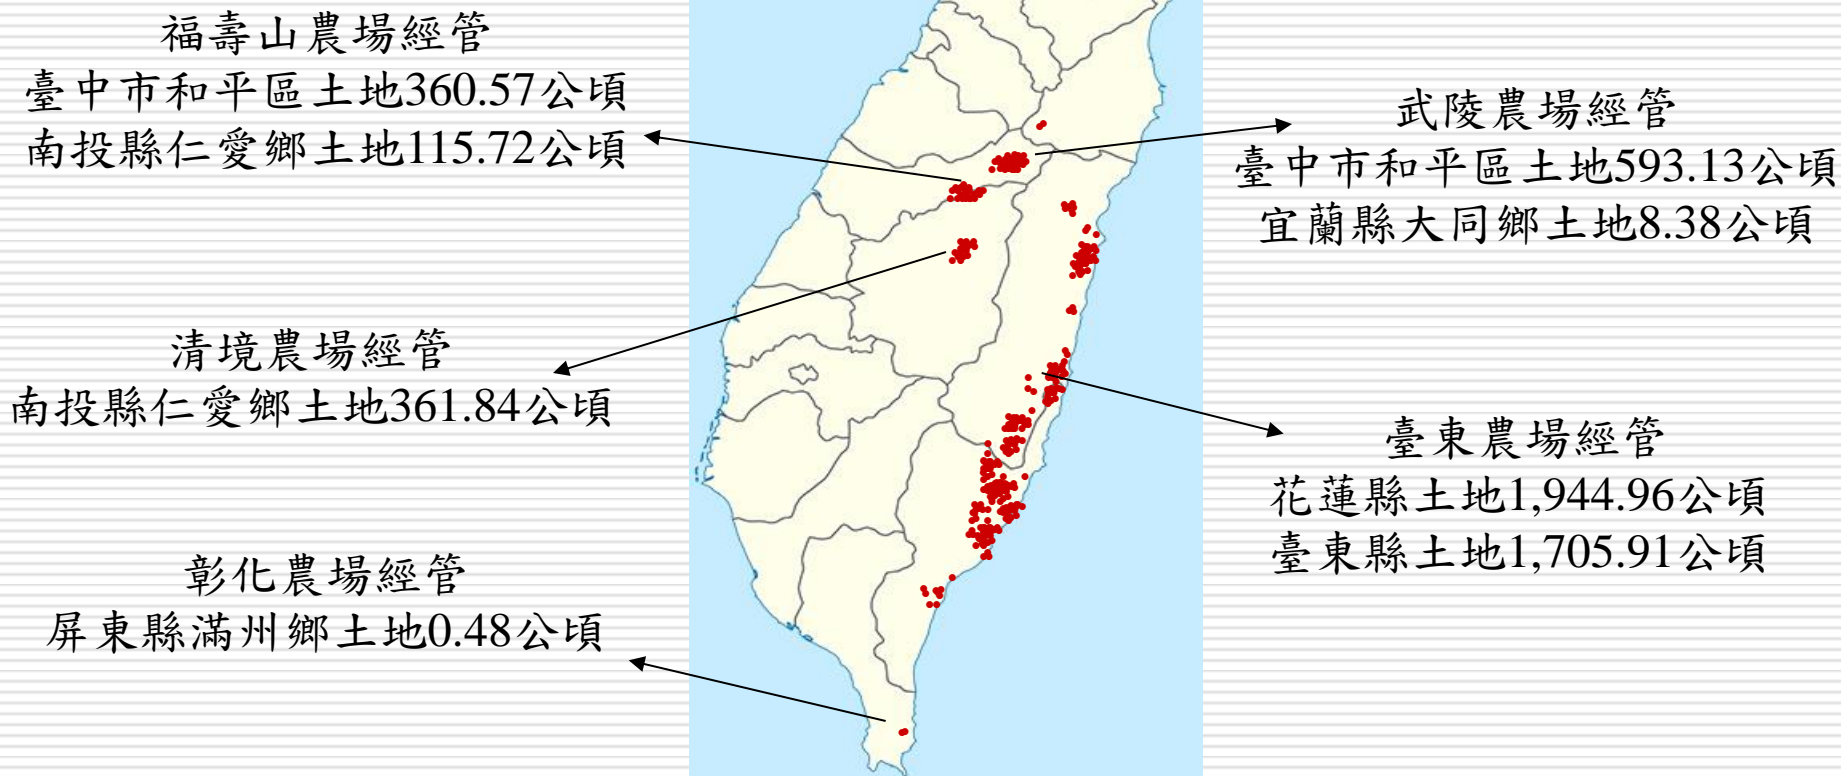 福壽山農場經管
臺中市和平區土地360.57公頃
南投縣仁愛鄉土地115.72公頃
清境農場經管
南投縣仁愛鄉土地361.84公頃
彰化農場經管
屏東縣滿州鄉土地0.48公頃
武陵農場經管
臺中市和平區土地593.13公頃
宜蘭縣大同鄉土地8.38公頃
臺東農場經管
花蓮縣土地1,944.96公頃
臺東縣土地1,705.91公頃